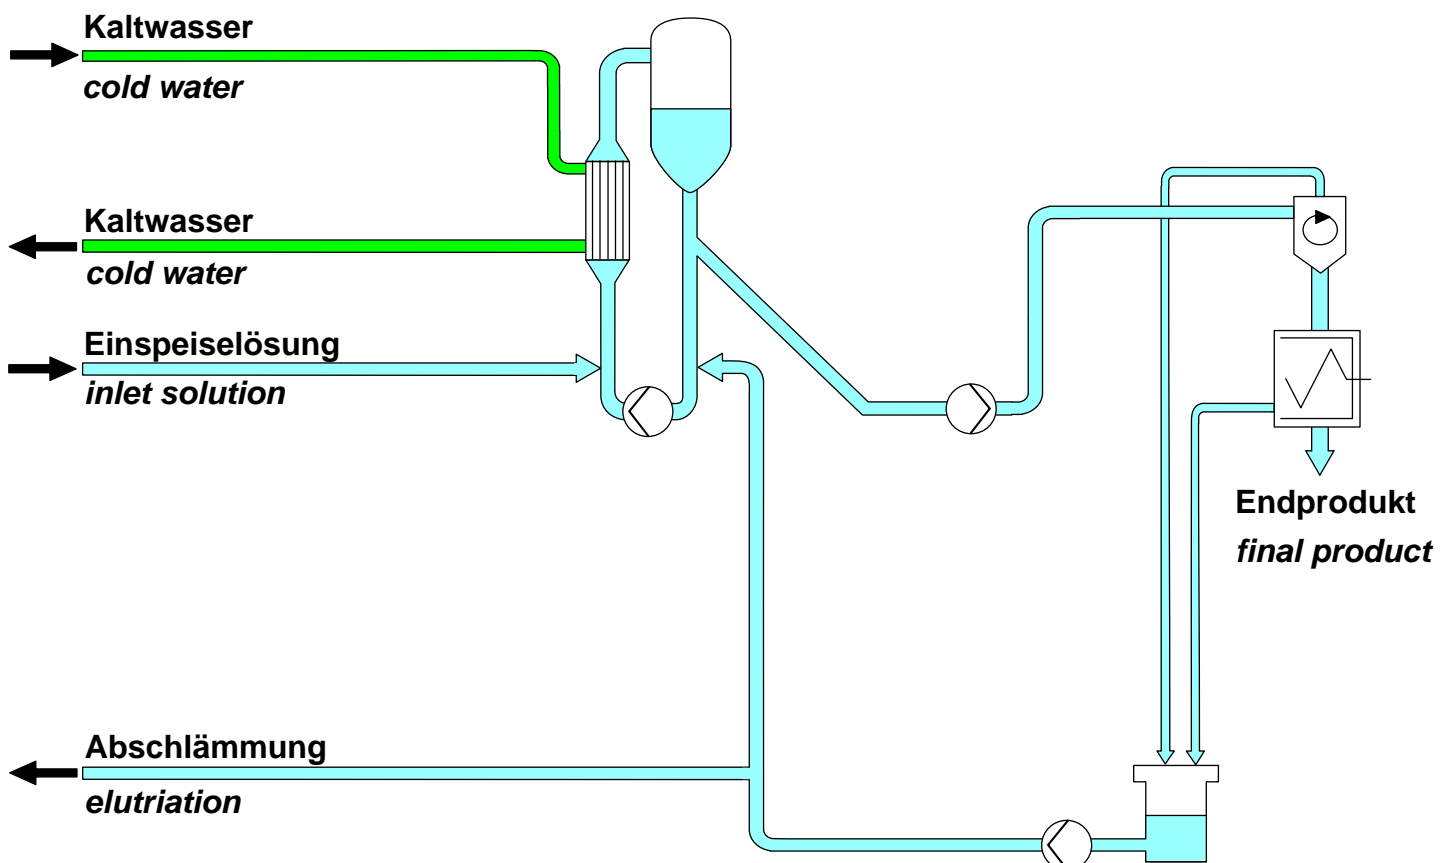 Kaltwasser
cold water
Kaltwasser
cold water
Einspeiselösung
inlet solution
Endprodukt
final product
Abschlämmung
elutriation